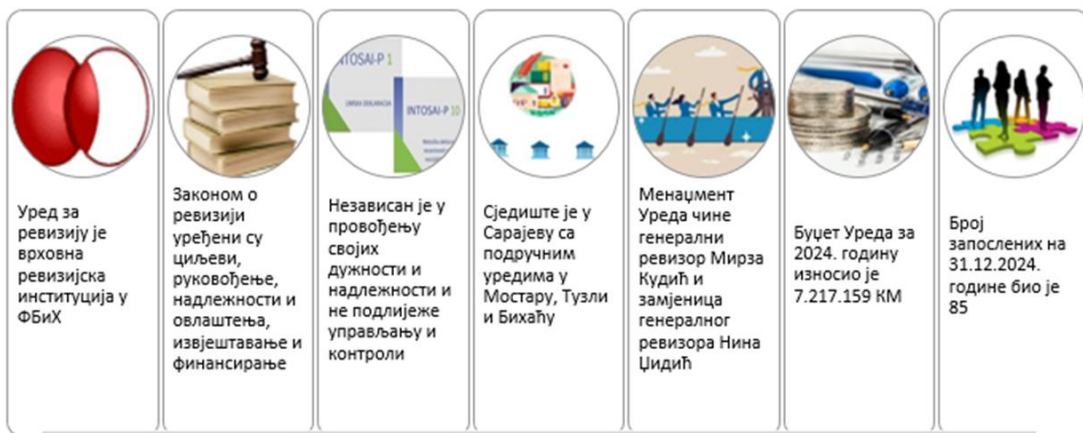 INTOSAI-P 1
INTOSAI-P 10
Уред за
ревизију је
врховна
ревизијска
институција у
ФБиХ
Законом о
ревизији
уређени су
циљеви,
руковођење,
надлежности и
овлаштења,
извјештавање и
финансирање
Независан је у
провођењу
својих
дужности и
надлежности и
не подлијеже
управљању и
контроли
Сједиште је у
Сарајеву са
подручним
уредима у
Мостару, Тузли
и Бихаћу
Менаџмент
Уреда чине
генерални
ревизор Мирза
Кудић и
замјеница
генералног
ревизора Нина
Џидић
Буџет Уреда за
2024. годину
износио је
7.217.159 КМ
Број
запослених на
31.12.2024.
године био је
85